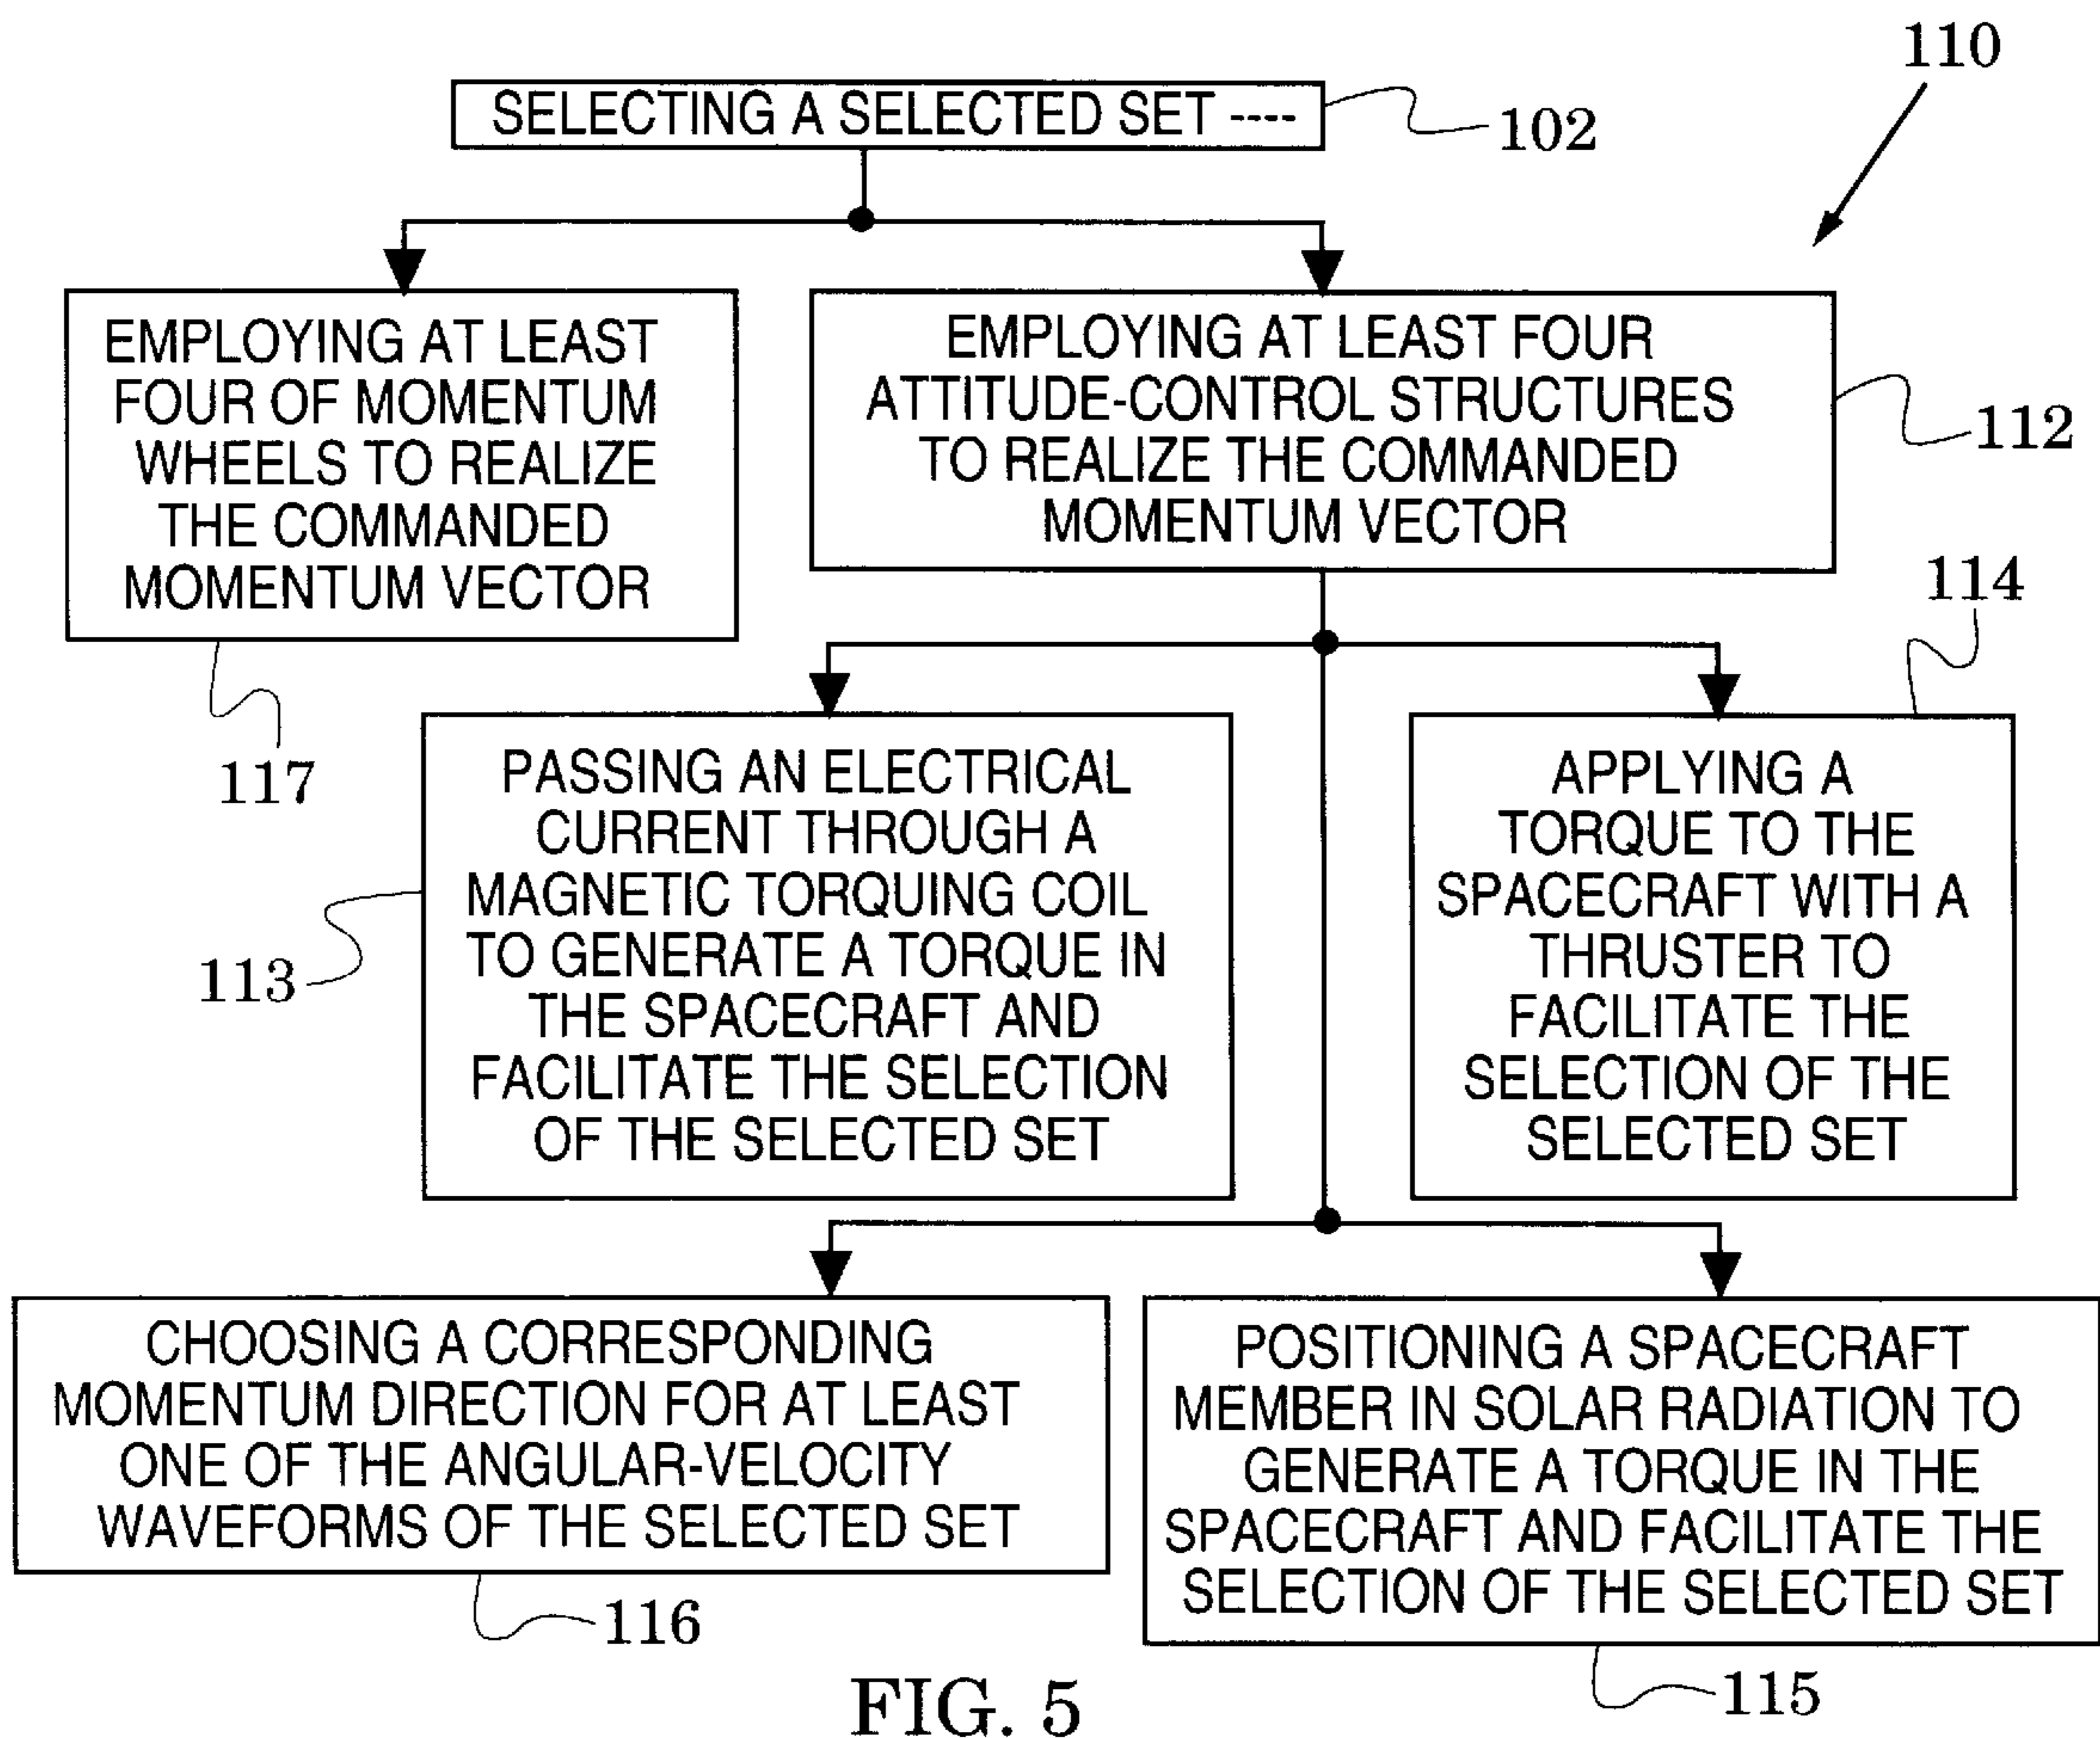 110
SELECTING A SELECTED SET ----
102
EMPLOYING AT LEAST
FOUR OF MOMENTUM
WHEELS TO REALIZE
THE COMMANDED
MOMENTUM VECTOR
117
EMPLOYING AT LEAST FOUR
ATTITUDE-CONTROL STRUCTURES
TO REALIZE THE COMMANDED
MOMENTUM VECTOR
112
114
PASSING AN ELECTRICAL
CURRENT THROUGH A
MAGNETIC TORQUING COIL
TO GENERATE A TORQUE IN
THE SPACECRAFT AND
FACILITATE THE SELECTION
OF THE SELECTED SET
113
APPLYING A
TORQUE TO THE
SPACECRAFT WITH A
THRUSTER TO
FACILITATE THE
SELECTION OF THE
SELECTED SET
CHOOSING A CORRESPONDING
MOMENTUM DIRECTION FOR AT LEAST
ONE OF THE ANGULAR-VELOCITY
WAVEFORMS OF THE SELECTED SET
116
POSITIONING A SPACECRAFT
MEMBER IN SOLAR RADIATION TO
GENERATE A TORQUE IN THE
SPACECRAFT AND FACILITATE THE
SELECTION OF THE SELECTED SET
115
FIG. 5